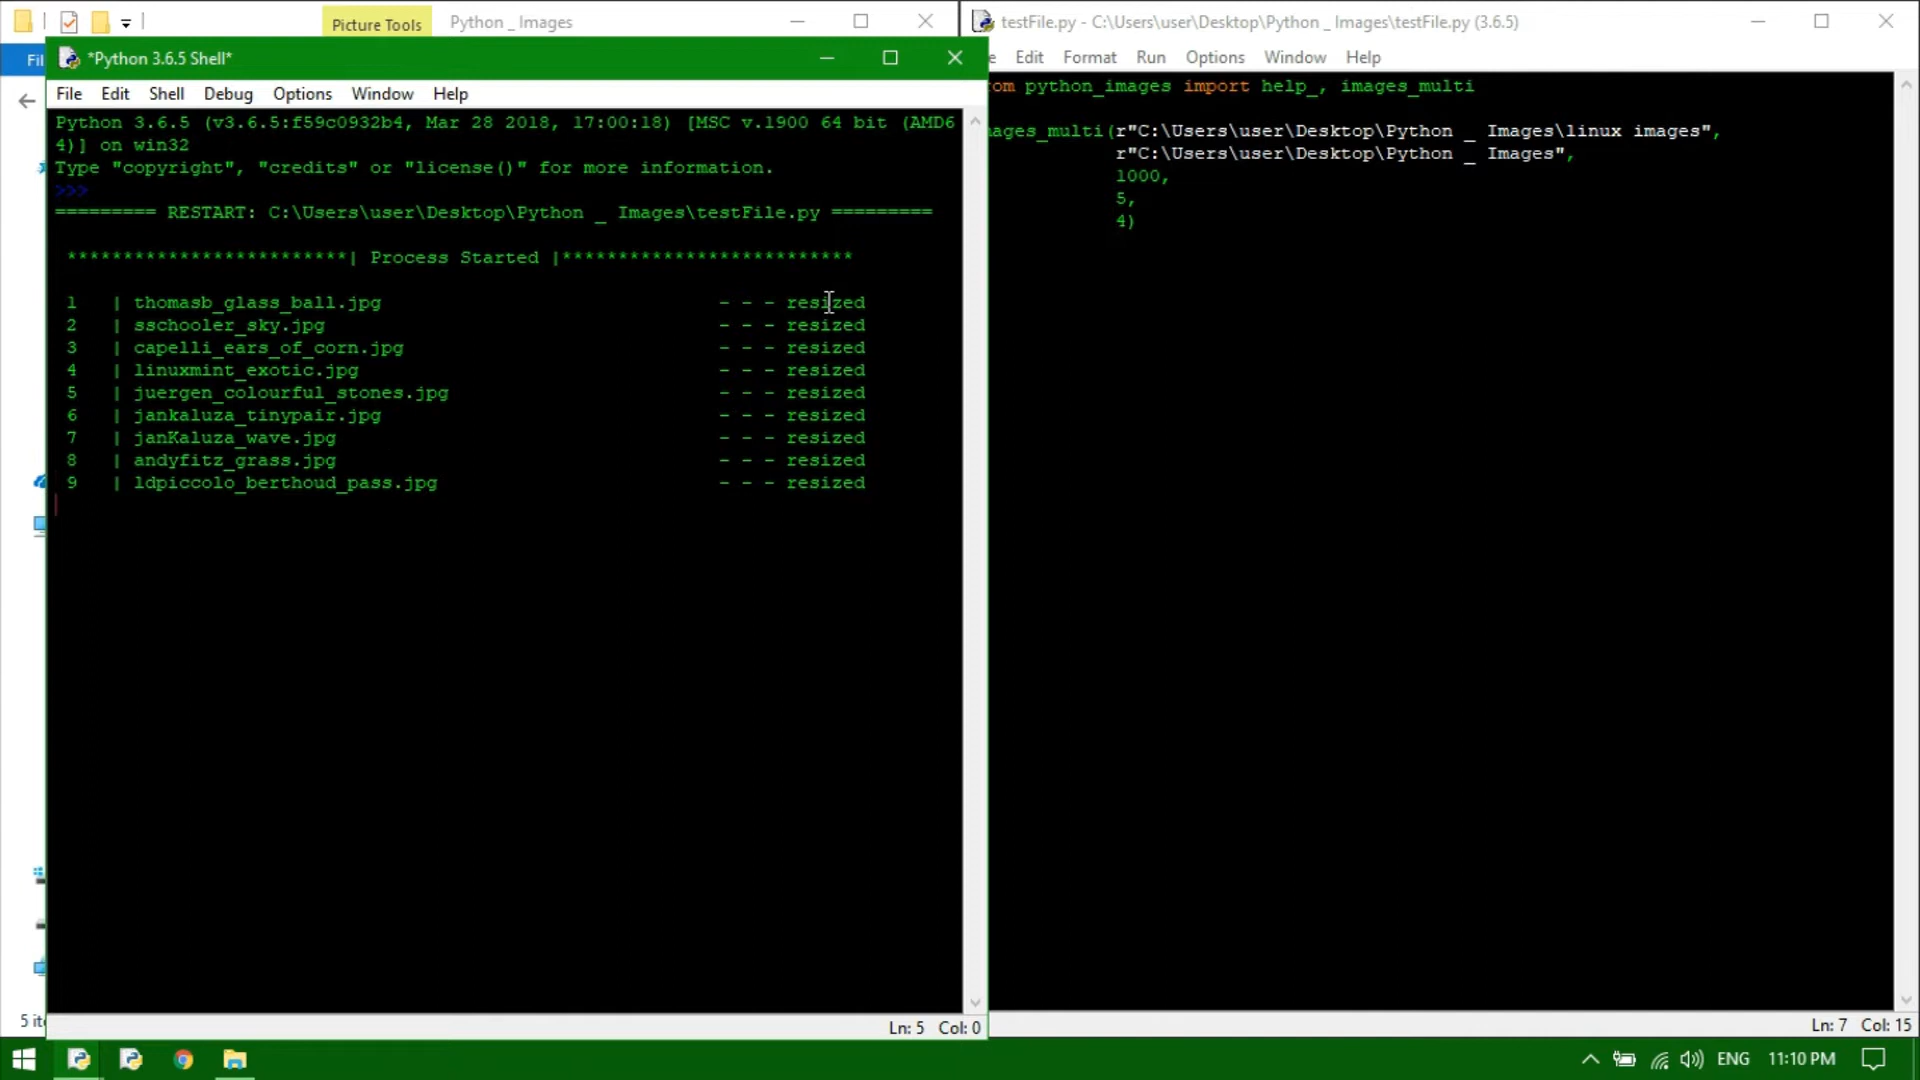 Picture Tools
Python _ Images
Fil
5 ite
*Python 3.6.5 Shell*
File Edit Shell Debug Options Window Help
Python 3.6.5 (v3.6.5:f59c0932b4, Mar 28 2018, 17:00:18) [MSC v.1900 64 bit (AMD6
4)] on win32
Type "copyright", "credits" or "license()" for more information.
>>>
========= RESTART: C:\Users\user\Desktop\Python _ Images\testFile.py =========
*************************| Process Started |**************************
1 | thomasb_glass_ball.jpg - - - resized
2 | sschooler_sky.jpg - - - resized
3 | capelli_ears_of_corn.jpg - - - resized
4 | linuxmint_exotic.jpg - - - resized
5 | juergen_colourful_stones.jpg - - - resized
6 | jankaluza_tinypair.jpg - - - resized
7 | janKaluza_wave.jpg - - - resized
8 | andyfitz_grass.jpg - - - resized
9 | ldpiccolo_berthoud_pass.jpg - - - resized
Ln: 5 Col: 0
testFile.py - C:\Users\user\Desktop\Python _ Images\testFile.py (3.6.5)
e Edit Format Run Options Window Help
om python_images import help_, images_multi
ages_multi(r"C:\Users\user\Desktop\Python _ Images\linux images",
r"C:\Users\user\Desktop\Python _ Images",
1000,
5,
4)
Ln: 7 Col: 15
ENG 11:10 PM